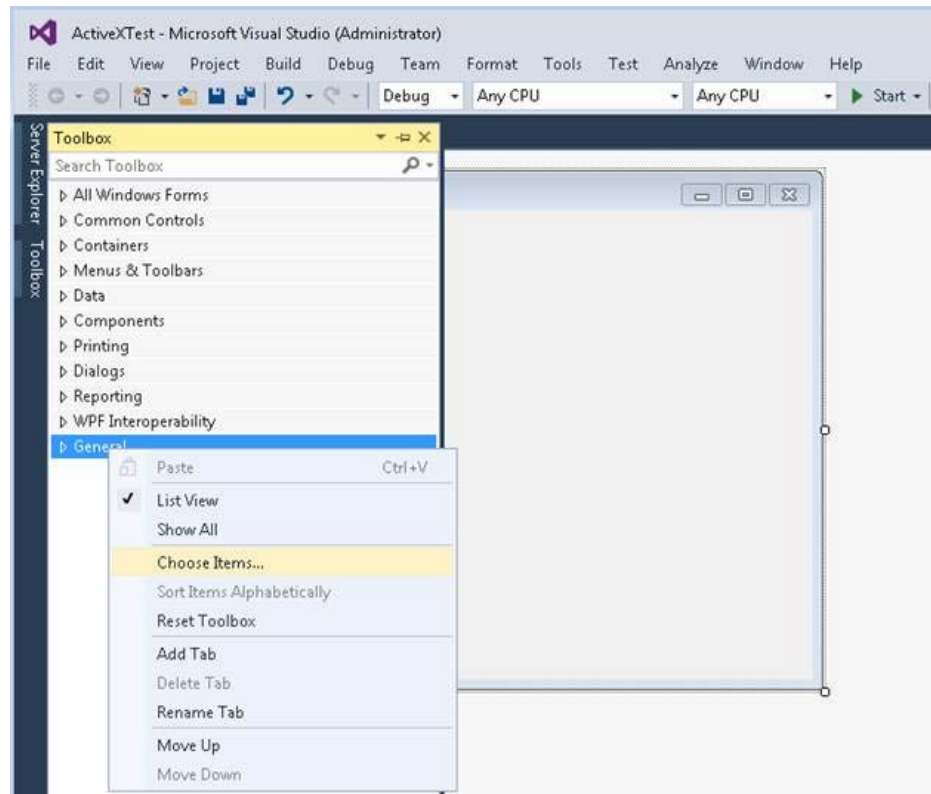 ActiveXTest - Microsoft Visual Studio (Administrator)
File Edit View Project Build Debug Team Format Tools Test Analyze Window Help
Debug Any CPU Any CPU Start
Server Explorer
Toolbox
Toolbox
Search Toolbox
All Windows Forms
Common Controls
Containers
Menus & Toolbars
Data
Components
Printing
Dialogs
Reporting
WPF Interoperability
General
Paste Ctrl+V
List View
Show All
Choose Items...
Sort Items Alphabetically
Reset Toolbox
Add Tab
Delete Tab
Rename Tab
Move Up
Move Down